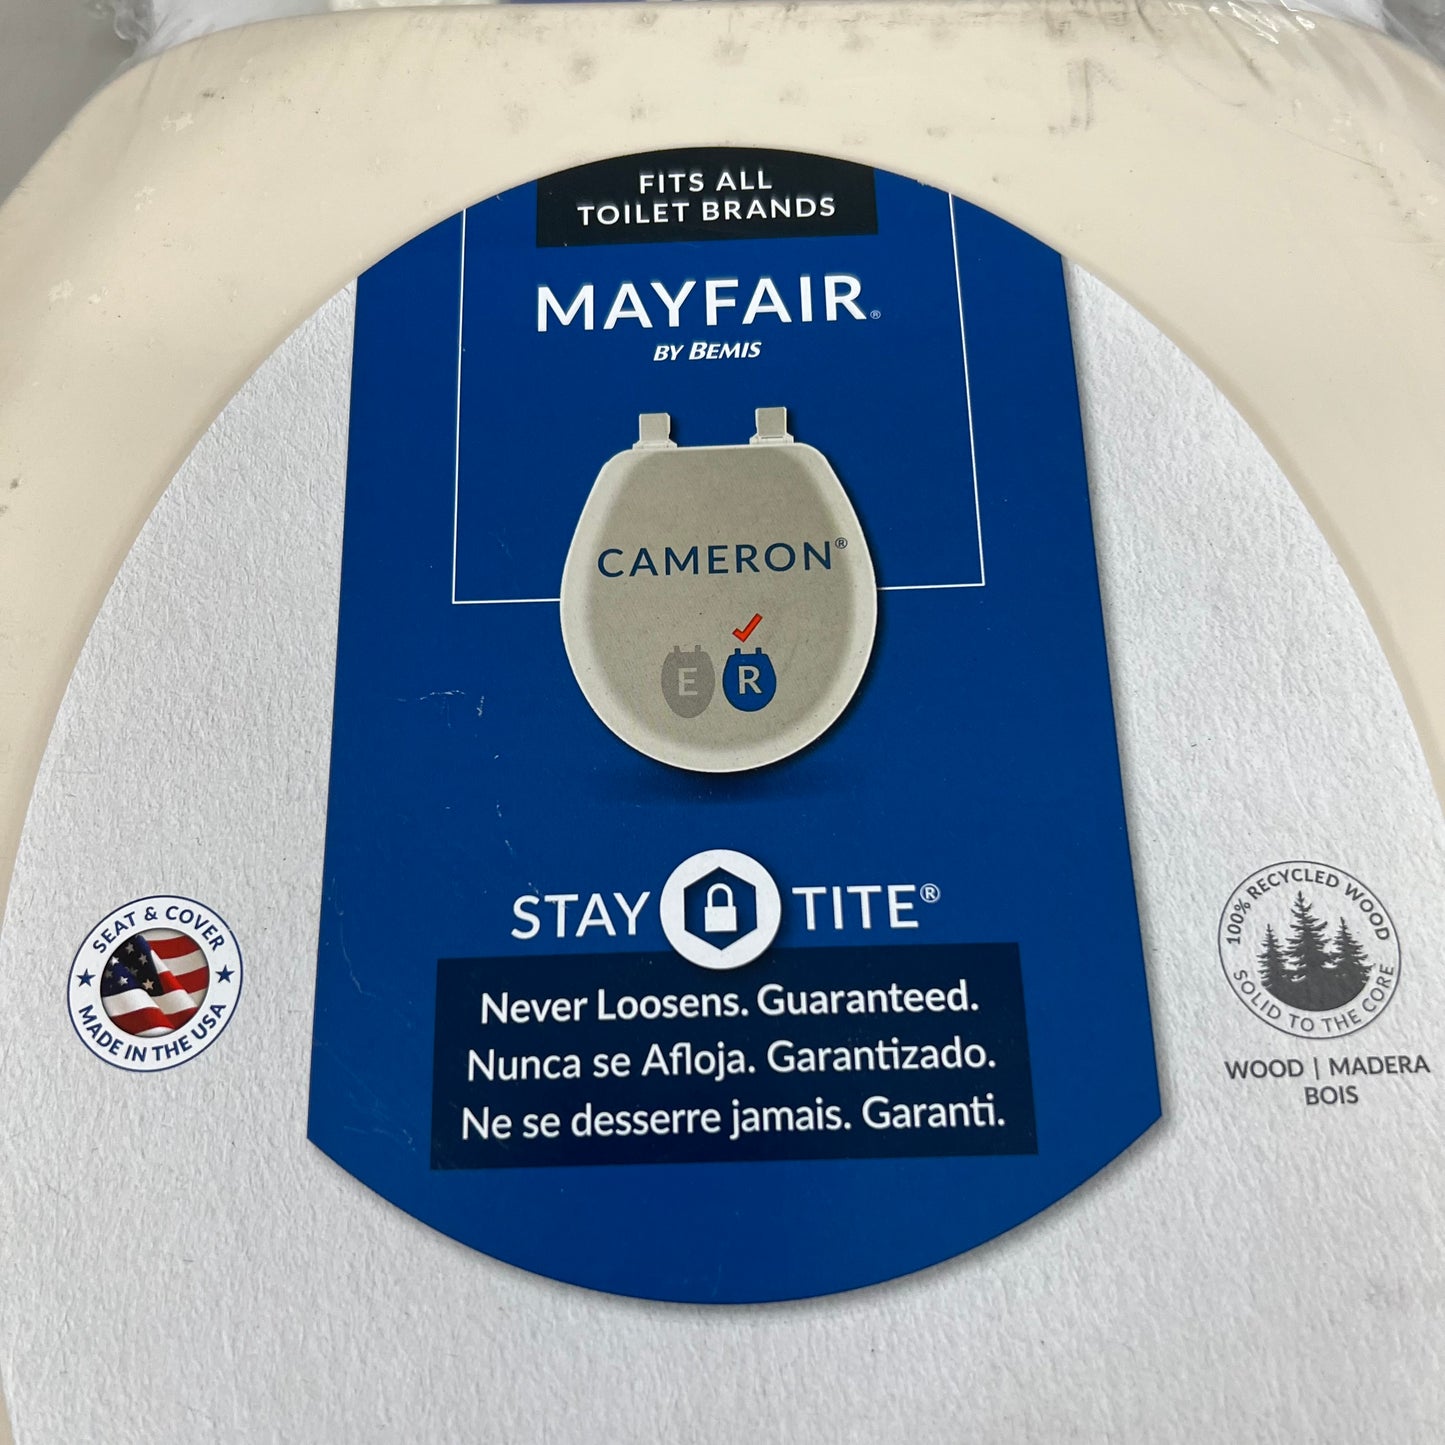 FITS ALL
TOILET BRANDS
MAYFAIR®
BY BEMIS
CAMERON®
E R
STAY TITE®
Never Loosens. Guaranteed.
Nunca se Afloja. Garantizado.
Ne se desserre jamais. Garanti.
SEAT & COVER
MADE IN THE USA
100% RECYCLED WOOD
SOLID TO THE CORE
WOOD | MADERA
BOIS